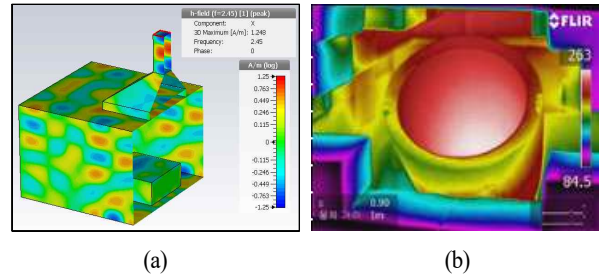 h-field (f=2.45) [1] (peak)
Component: X
3D Maximum [A/m]: 1.248
Frequency: 2.45
Phase: 0
A/m (log)
1.25
0.763
0.449
0.246
0.115
0
-0.115
-0.246
-0.449
-0.763
-1.25
FLIR
263
84.5
0.90
1m
(a)
(b)